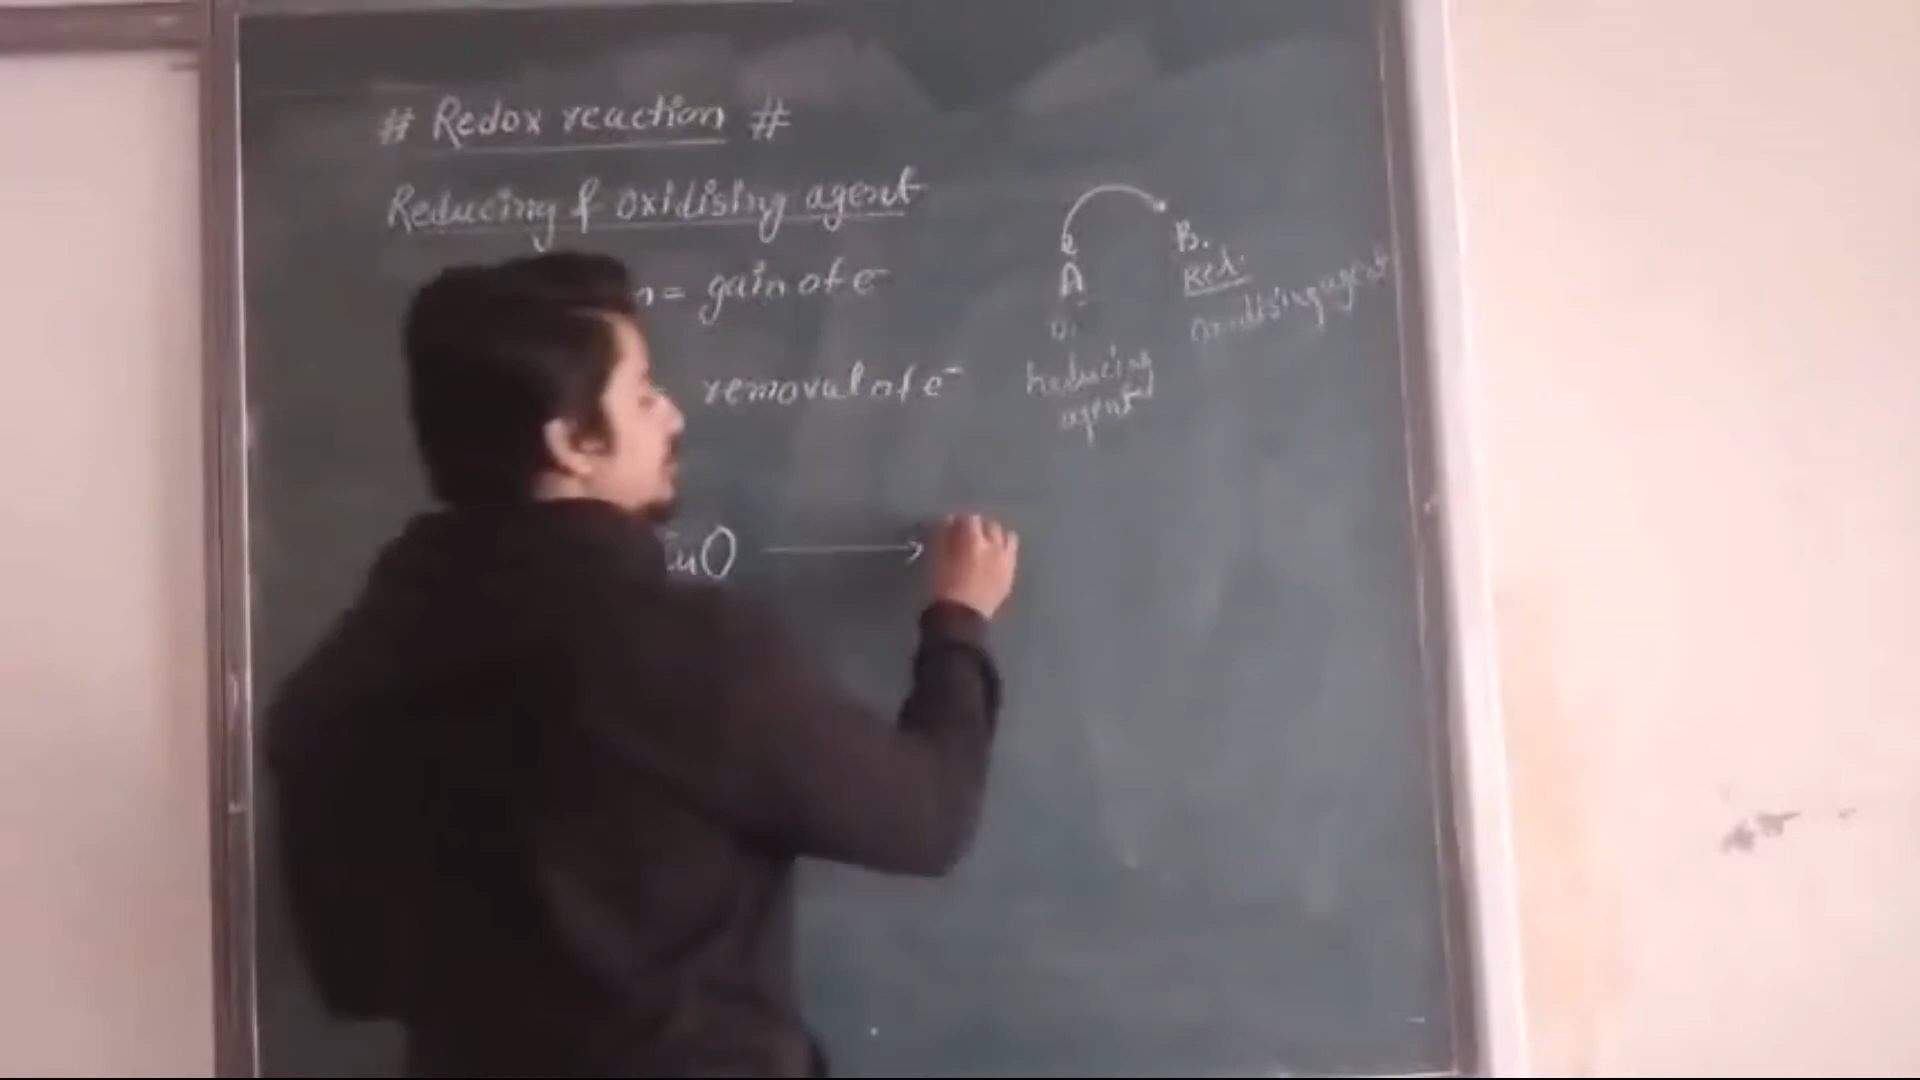 # Redox reaction #
Reducing & oxidising agent
n = gain of e⁻
removal of e⁻
CuO ⟶
e
A
reducing
agent
B.
Red.
oxidising agent